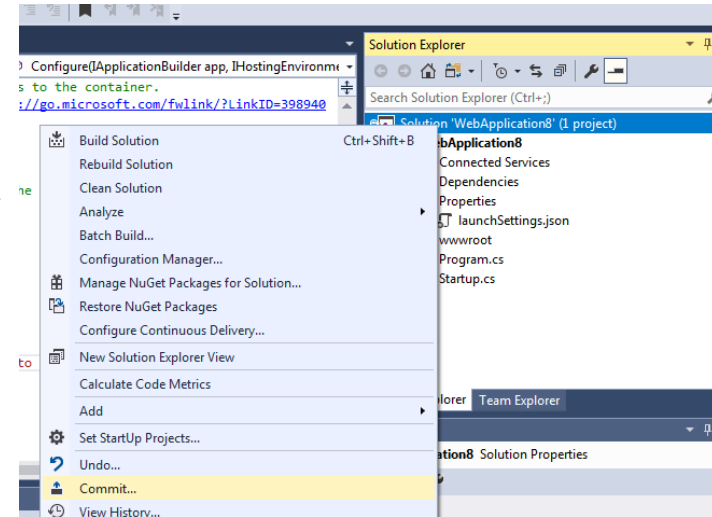 Configure(IApplicationBuilder app, IHostingEnvironme
s to the container.
://go.microsoft.com/fwlink/?LinkID=398940
he
to
Build Solution Ctrl+Shift+B
Rebuild Solution
Clean Solution
Analyze
Batch Build...
Configuration Manager...
Manage NuGet Packages for Solution...
Restore NuGet Packages
Configure Continuous Delivery...
New Solution Explorer View
Calculate Code Metrics
Add
Set StartUp Projects...
Undo...
Commit...
View History...
Solution Explorer
Search Solution Explorer (Ctrl+;)
Solution 'WebApplication8' (1 project)
ebApplication8
Connected Services
Dependencies
Properties
launchSettings.json
wwwroot
Program.cs
Startup.cs
lorer Team Explorer
ation8 Solution Properties